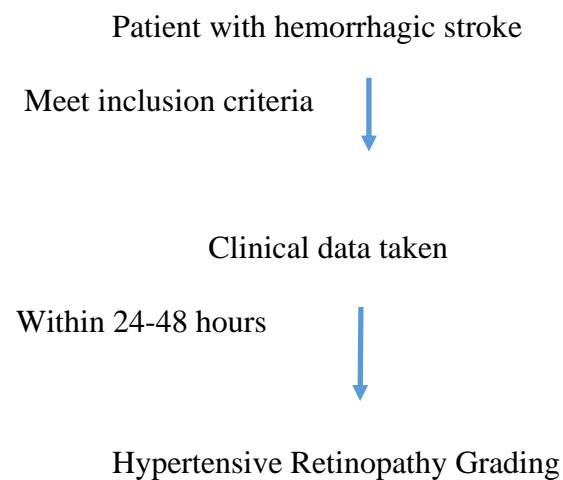 Patient with hemorrhagic stroke
Meet inclusion criteria
Clinical data taken
Within 24-48 hours
Hypertensive Retinopathy Grading